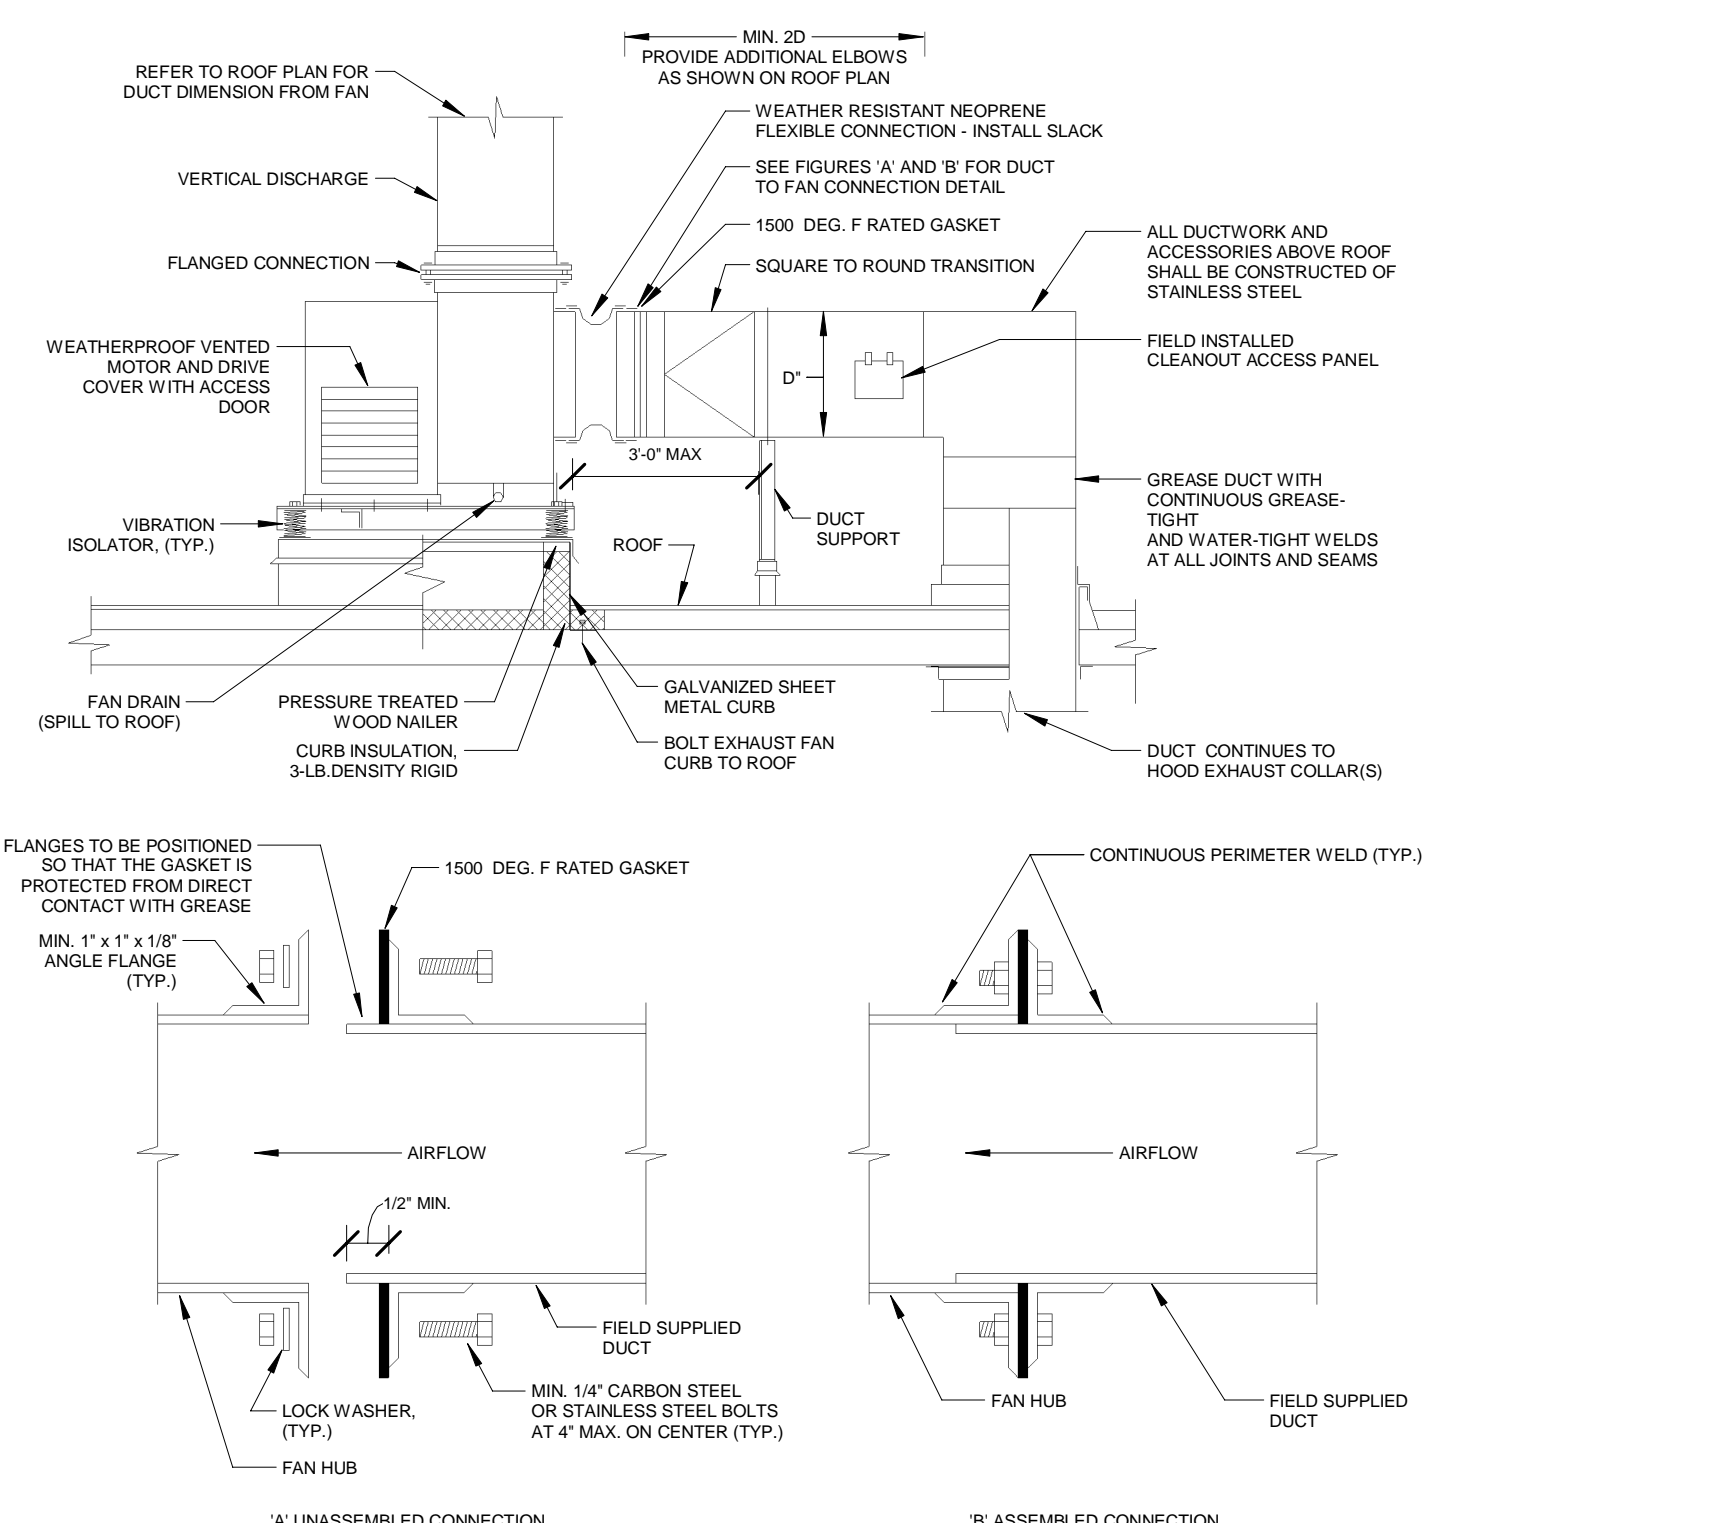 MIN. 2D
PROVIDE ADDITIONAL ELBOWS
AS SHOWN ON ROOF PLAN
REFER TO ROOF PLAN FOR
DUCT DIMENSION FROM FAN
WEATHER RESISTANT NEOPRENE
FLEXIBLE CONNECTION - INSTALL SLACK
VERTICAL DISCHARGE
SEE FIGURES 'A' AND 'B' FOR DUCT
TO FAN CONNECTION DETAIL
1500 DEG. F RATED GASKET
FLANGED CONNECTION
SQUARE TO ROUND TRANSITION
ALL DUCTWORK AND
ACCESSORIES ABOVE ROOF
SHALL BE CONSTRUCTED OF
STAINLESS STEEL
WEATHERPROOF VENTED
MOTOR AND DRIVE
COVER WITH ACCESS
DOOR
D"
FIELD INSTALLED
CLEANOUT ACCESS PANEL
3'-0" MAX
GREASE DUCT WITH
CONTINUOUS GREASE-
TIGHT
AND WATER-TIGHT WELDS
AT ALL JOINTS AND SEAMS
VIBRATION
ISOLATOR, (TYP.)
DUCT
SUPPORT
ROOF
FAN DRAIN
(SPILL TO ROOF)
PRESSURE TREATED
WOOD NAILER
CURB INSULATION,
3-LB.DENSITY RIGID
GALVANIZED SHEET
METAL CURB
BOLT EXHAUST FAN
CURB TO ROOF
DUCT CONTINUES TO
HOOD EXHAUST COLLAR(S)
FLANGES TO BE POSITIONED
SO THAT THE GASKET IS
PROTECTED FROM DIRECT
CONTACT WITH GREASE
1500 DEG. F RATED GASKET
MIN. 1" x 1" x 1/8"
ANGLE FLANGE
(TYP.)
AIRFLOW
1/2" MIN.
FIELD SUPPLIED
DUCT
MIN. 1/4" CARBON STEEL
OR STAINLESS STEEL BOLTS
AT 4" MAX. ON CENTER (TYP.)
LOCK WASHER,
(TYP.)
FAN HUB
'A' UNASSEMBLED CONNECTION
CONTINUOUS PERIMETER WELD (TYP.)
AIRFLOW
FAN HUB
FIELD SUPPLIED
DUCT
'B' ASSEMBLED CONNECTION